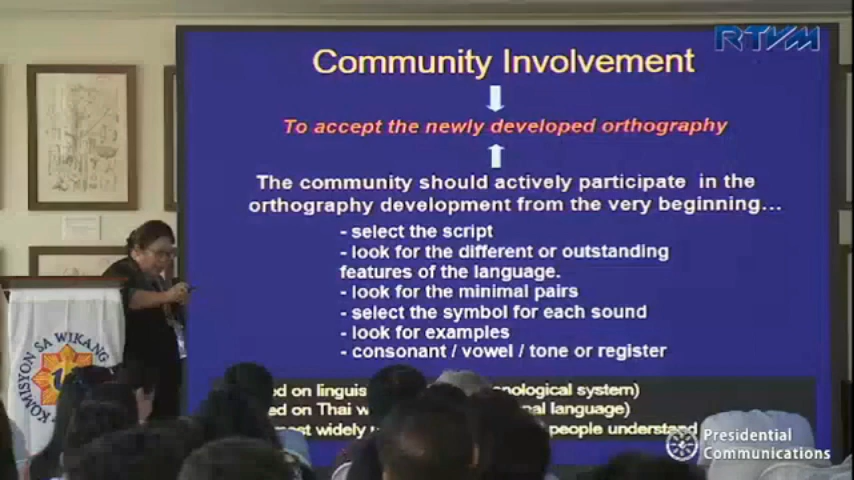 RTVM
Community Involvement
To accept the newly developed orthography
The community should actively participate in the
orthography development from the very beginning...
- select the script
- look for the different or outstanding
features of the language.
- look for the minimal pairs
- select the symbol for each sound
- look for examples
- consonant / vowel / tone or register
on system)
on Thai language)
most widely people understand
KOMISYON SA WIKANG
Presidential
Communications